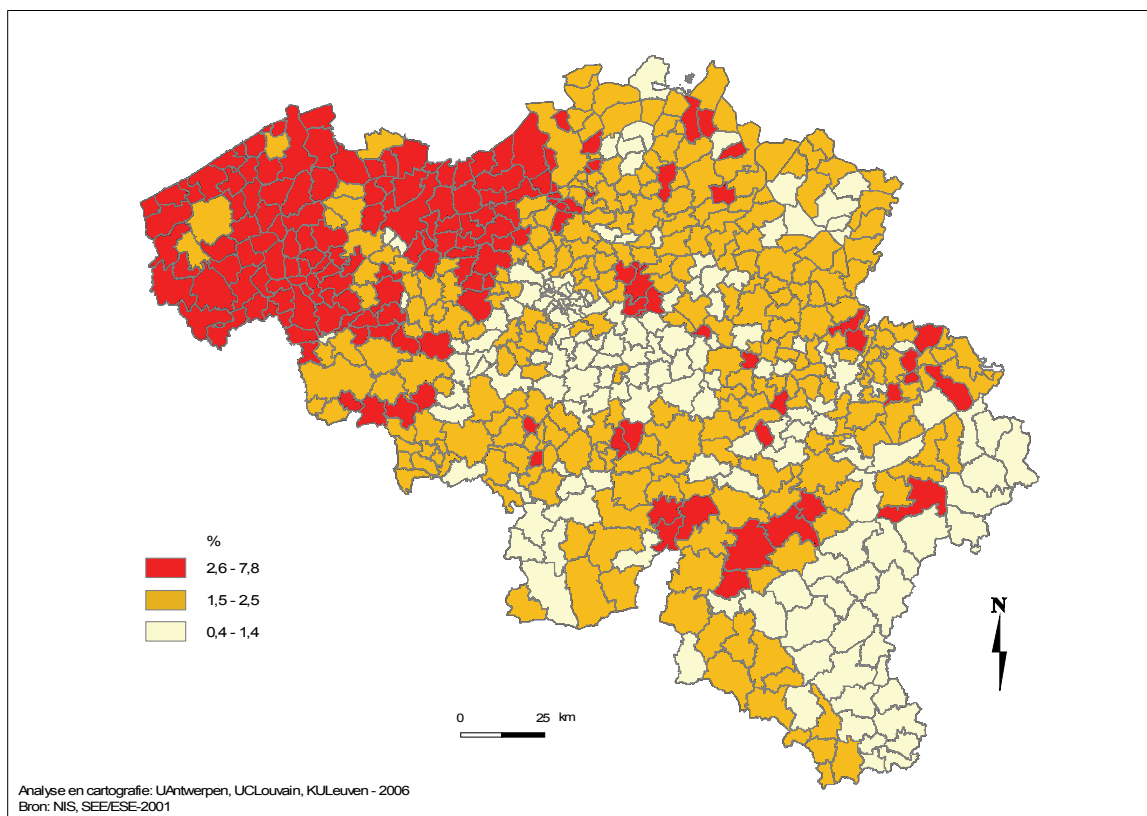 %
2,6 - 7,8
1,5 - 2,5
0,4 - 1,4
N
0 25 km
Analyse en cartografie: UAntwerpen, UCLouvain, KULeuven - 2006
Bron: NIS, SEE/ESE-2001